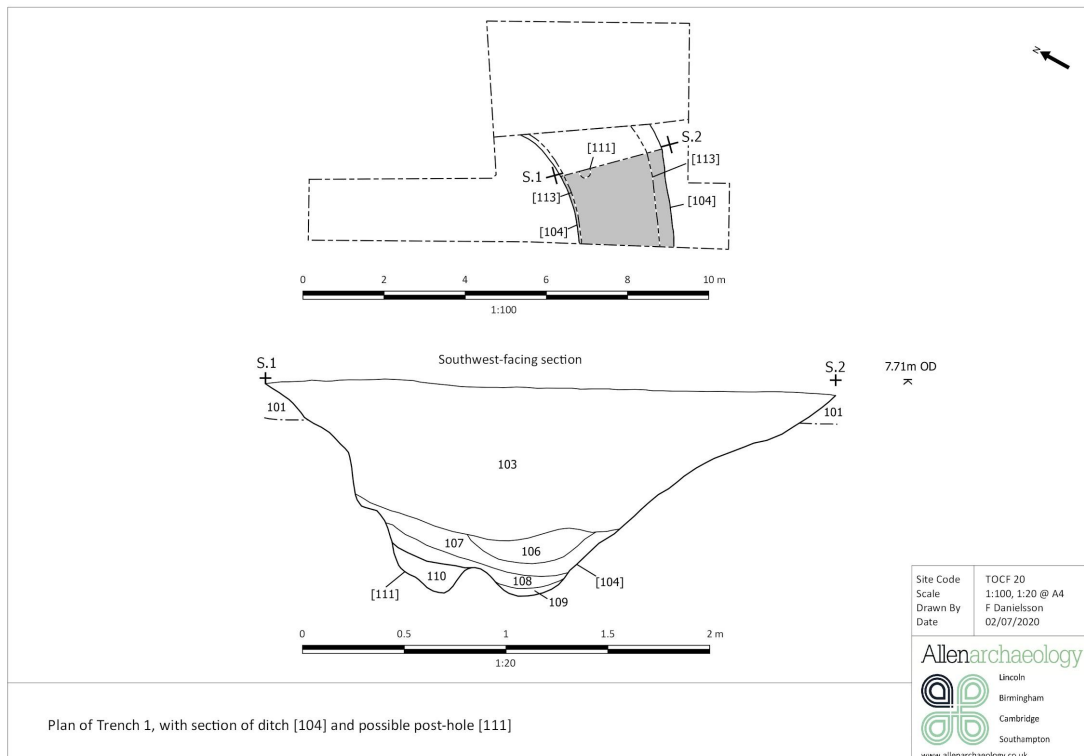 N
S.2
[111]
S.1
[113]
[113]
[104]
[104]
0 2 4 6 8 10 m
1:100
Southwest-facing section
S.1
S.2
7.71m OD
101
101
103
107
106
110
108
[111]
109
[104]
0 0.5 1 1.5 2 m
1:20
Plan of Trench 1, with section of ditch [104] and possible post-hole [111]
Site Code TOCF 20
Scale 1:100, 1:20 @ A4
Drawn By F Danielsson
Date 02/07/2020
Allenarchaeology
Lincoln
Birmingham
Cambridge
Southampton
www.allenarchaeology.co.uk